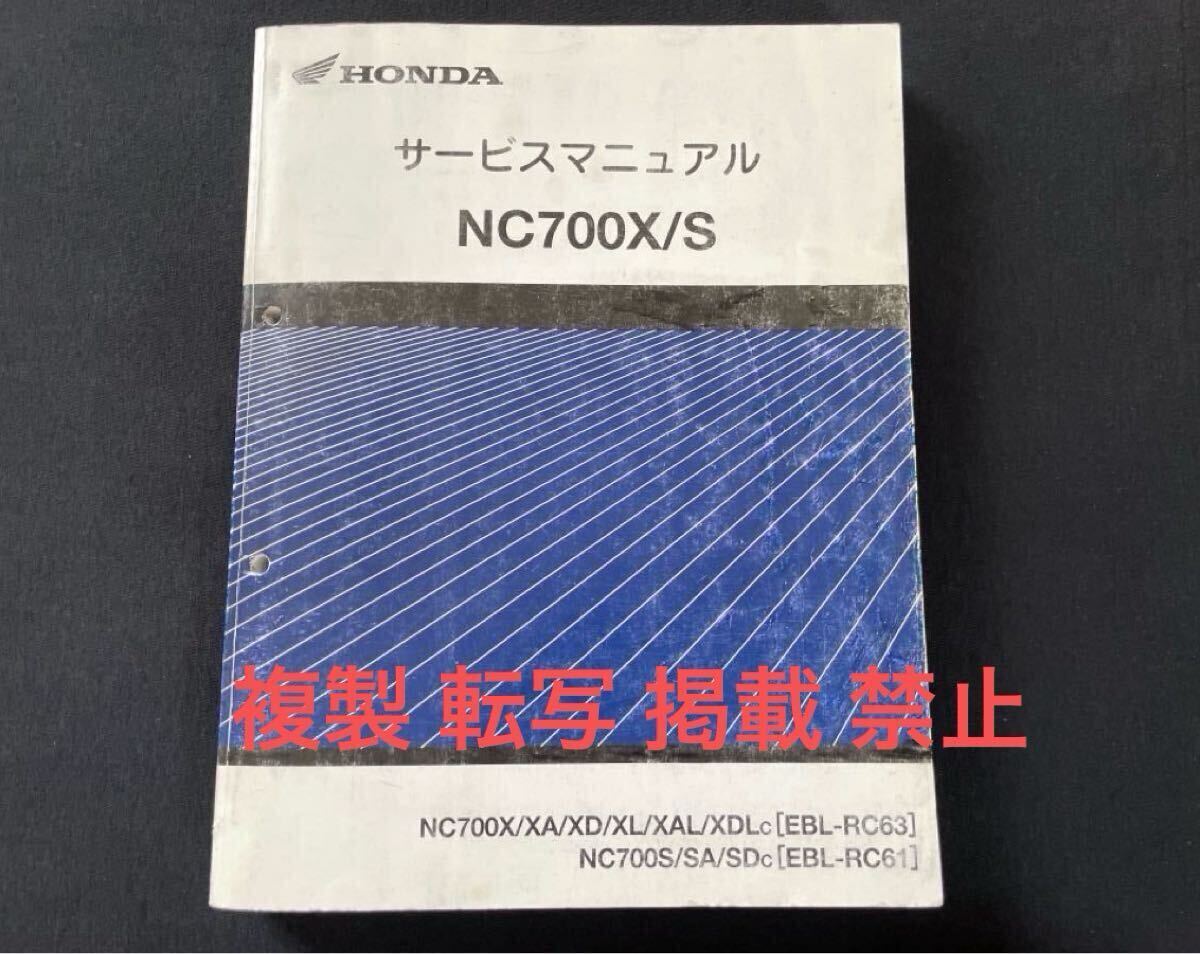 HONDA
サービスマニュアル
NC700X/S
複製 転写 掲載 禁止
NC700X/XA/XD/XL/XAL/XDLC[EBL-RC63]
NC700S/SA/SDC[EBL-RC61]